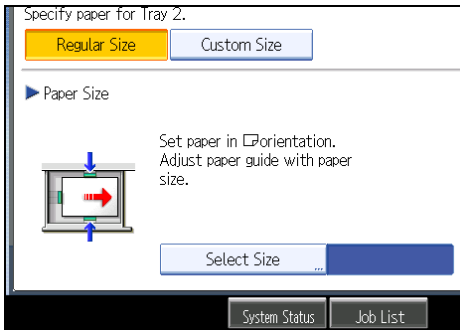 Specify paper for Tray 2.
Regular Size
Custom Size
Paper Size
Set paper in orientation.
Adjust paper guide with paper
size.
Select Size
...
System Status
Job List